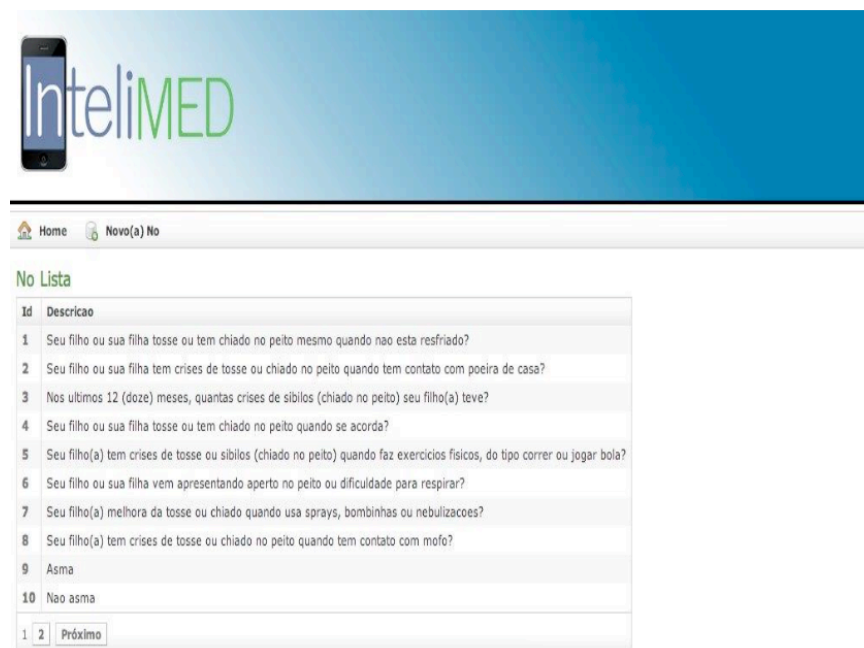 InteliMED
Home Novo(a) No
No Lista
Id Descricao
1 Seu filho ou sua filha tosse ou tem chiado no peito mesmo quando nao esta resfriado?
2 Seu filho ou sua filha tem crises de tosse ou chiado no peito quando tem contato com poeira de casa?
3 Nos ultimos 12 (doze) meses, quantas crises de sibilos (chiado no peito) seu filho(a) teve?
4 Seu filho ou sua filha tosse ou tem chiado no peito quando se acorda?
5 Seu filho(a) tem crises de tosse ou sibilos (chiado no peito) quando faz exercicios fisicos, do tipo correr ou jogar bola?
6 Seu filho ou sua filha vem apresentando aperto no peito ou dificuldade para respirar?
7 Seu filho(a) melhora da tosse ou chiado quando usa sprays, bombinhas ou nebulizacoes?
8 Seu filho(a) tem crises de tosse ou chiado no peito quando tem contato com mofo?
9 Asma
10 Nao asma
1 2 Próximo